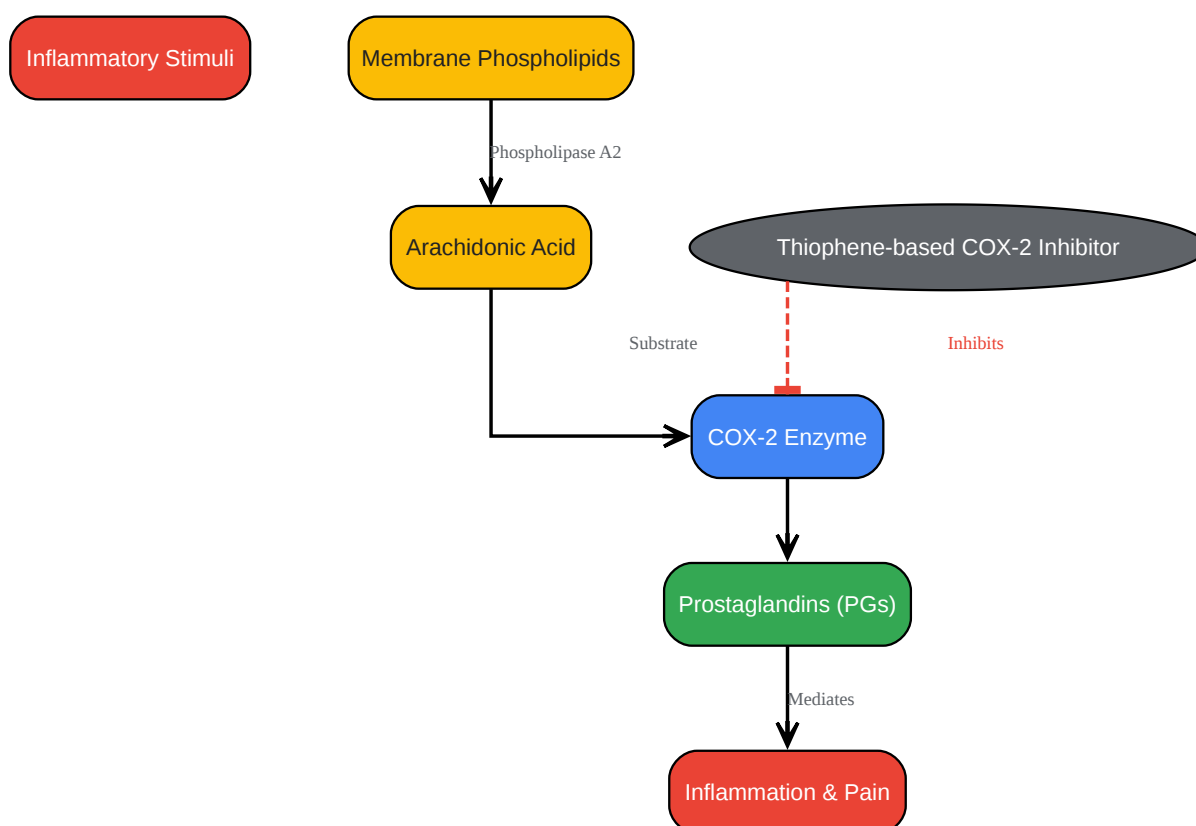 Inflammatory Stimuli
Membrane Phospholipids
Phospholipase A2
Arachidonic Acid
Thiophene-based COX-2 Inhibitor
Substrate
Inhibits
COX-2 Enzyme
Prostaglandins (PGs)
Mediates
Inflammation & Pain